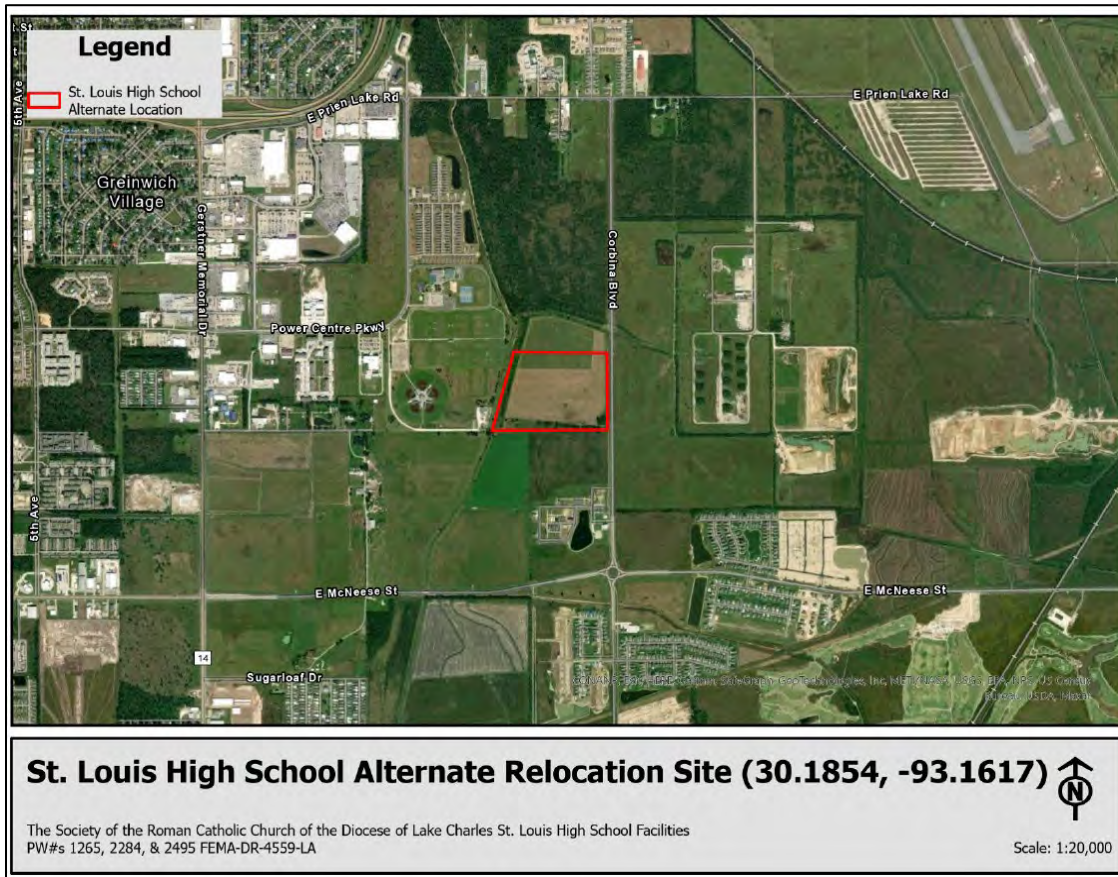 t St
Legend
St. Louis High School
Alternate Location
5th Ave
E Prien Lake Rd
E Prien Lake Rd
Greinwich
Village
Gerstner Memorial Dr
Corbina Blvd
Power Centre Pkwy
5th Ave
E McNeese St
E McNeese St
14
Sugarloaf Dr
St. Louis High School Alternate Relocation Site (30.1854, -93.1617)
N
The Society of the Roman Catholic Church of the Diocese of Lake Charles St. Louis High School Facilities
PW#s 1265, 2284, & 2495 FEMA-DR-4559-LA
Scale: 1:20,000